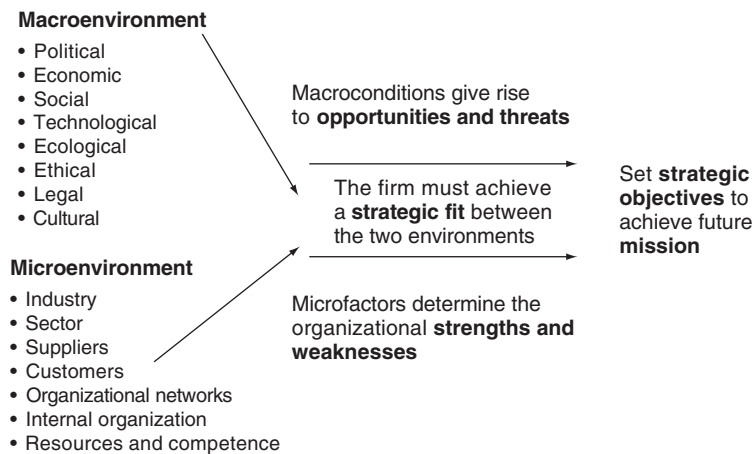 Macroenvironment
• Political
• Economic
• Social
• Technological
• Ecological
• Ethical
• Legal
• Cultural
Microenvironment
• Industry
• Sector
• Suppliers
• Customers
• Organizational networks
• Internal organization
• Resources and competence
Macroconditions give rise
to opportunities and threats
The firm must achieve
a strategic fit between
the two environments
Microfactors determine the
organizational strengths and
weaknesses
Set strategic
objectives to
achieve future
mission